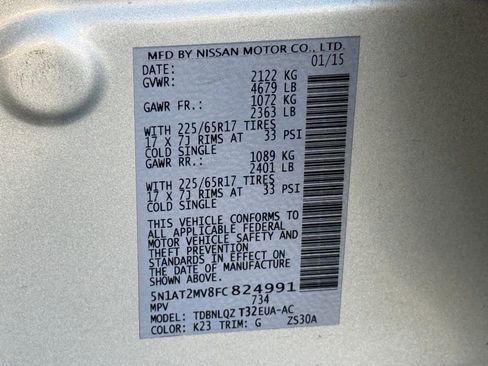 MFD BY NISSAN MOTOR CO., LTD.
DATE: 01/15
GVWR: 2122 KG
4679 LB
GAWR FR.: 1072 KG
2363 LB
WITH 225/65R17 TIRES
17 X 7J RIMS AT 33 PSI
COLD SINGLE
GAWR RR.: 1089 KG
2401 LB
WITH 225/65R17 TIRES
17 X 7J RIMS AT 33 PSI
COLD SINGLE
THIS VEHICLE CONFORMS TO
ALL APPLICABLE FEDERAL
MOTOR VEHICLE SAFETY AND
THEFT PREVENTION
STANDARDS IN EFFECT ON
THE DATE OF MANUFACTURE
SHOWN ABOVE.
5N1AT2MV8FC824991
MPV 734
MODEL: TDBNLQZ T32EUA-AC
COLOR: K23 TRIM: G ZS30A